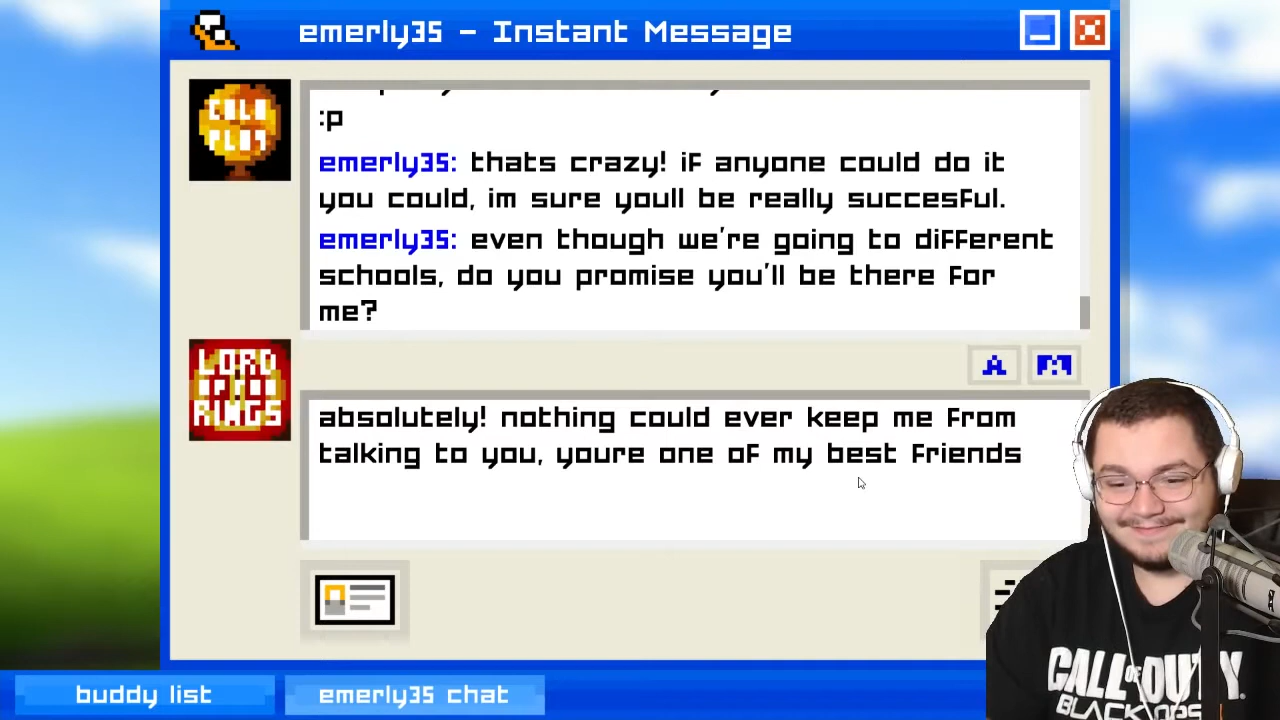 emerly35 - Instant Message
COLD
PLAY
:p
emerly35: thats crazy! if anyone could do it
you could, im sure youll be really succesful.
emerly35: even though we're going to different
schools, do you promise you'll be there for
me?
LORD
OF THE
RINGS
A
absolutely! nothing could ever keep me from
talking to you, youre one of my best friends
CALL OF DUTY
BLACK OPS
buddy list
emerly35 chat